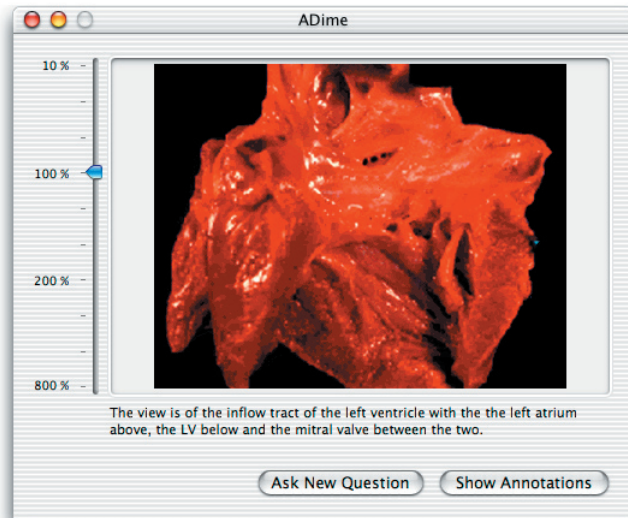 ADime
10 %
100 %
200 %
800 %
The view is of the inflow tract of the left ventricle with the the left atrium
above, the LV below and the mitral valve between the two.
Ask New Question
Show Annotations